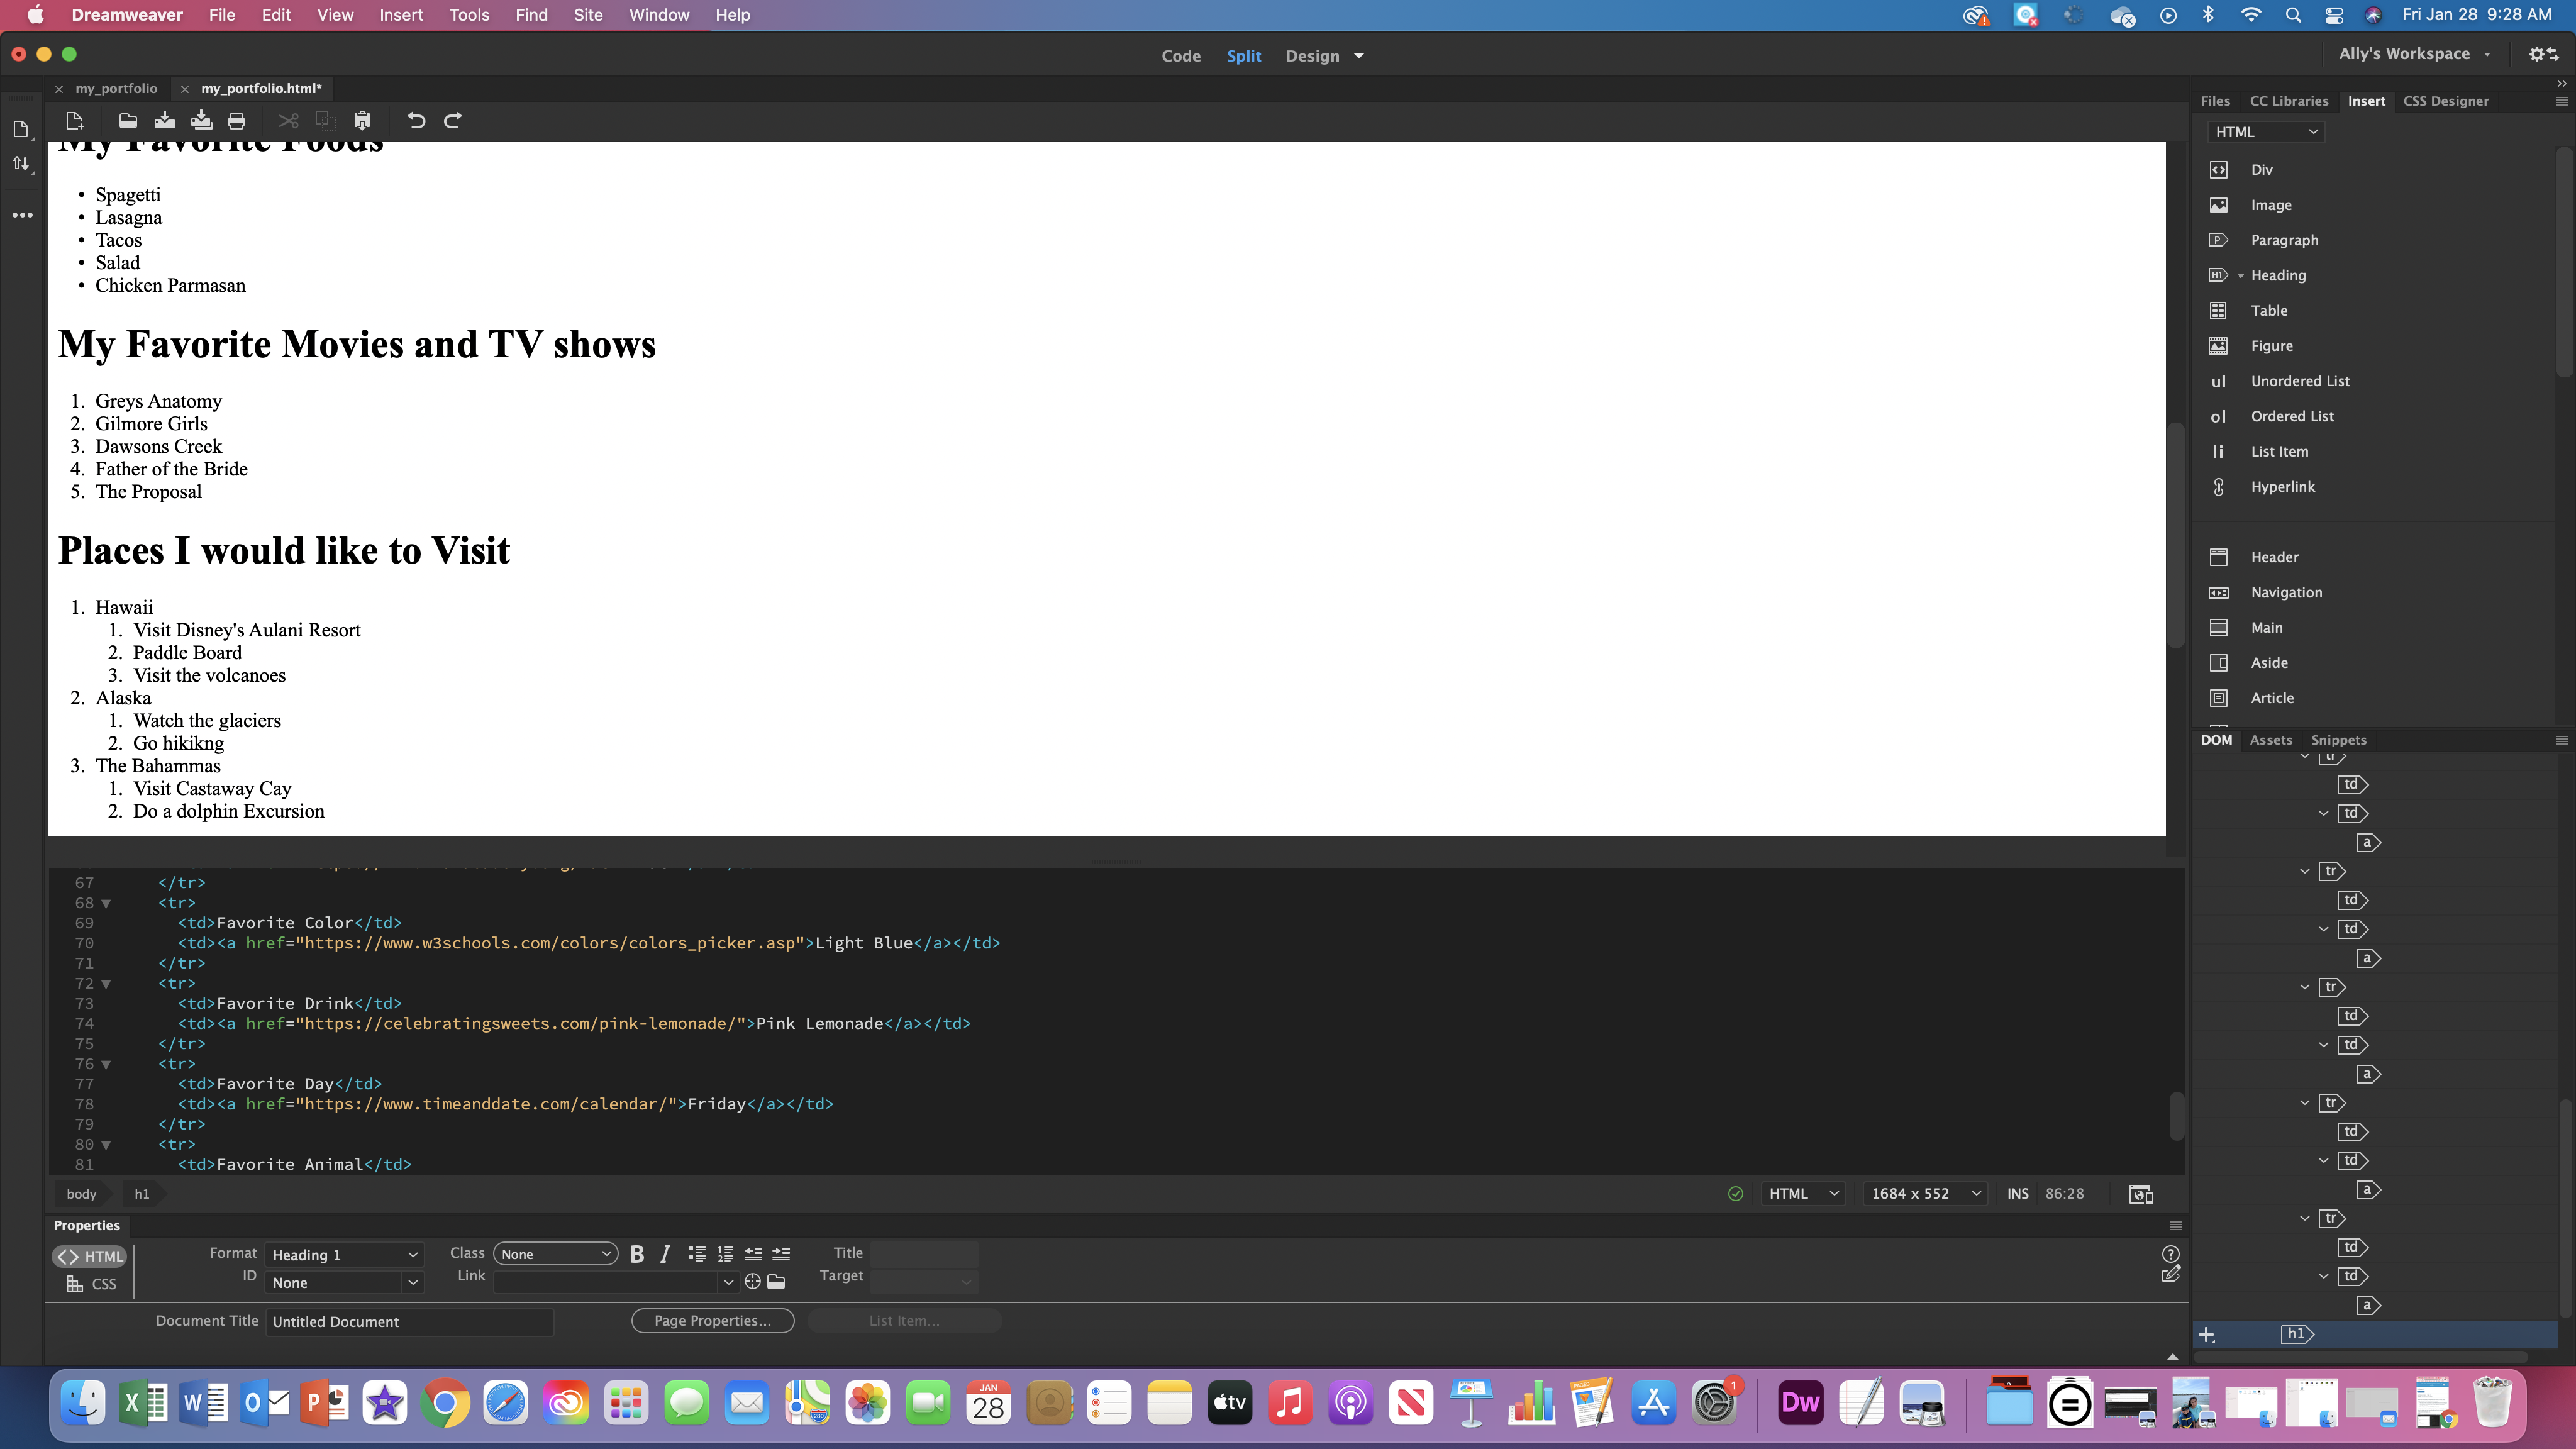 Dreamweaver File Edit View Insert Tools Find Site Window Help Fri Jan 28 9:28 AM
Code Split Design Ally's Workspace
my_portfolio my_portfolio.html*
Files CC Libraries Insert CSS Designer
HTML
Div
Image
Paragraph
H1 Heading
Table
Figure
ul Unordered List
ol Ordered List
li List Item
Hyperlink
Header
Navigation
Main
Aside
Article
My Favorite Foods
• Spagetti
• Lasagna
• Tacos
• Salad
• Chicken Parmasan
My Favorite Movies and TV shows
1. Greys Anatomy
2. Gilmore Girls
3. Dawsons Creek
4. Father of the Bride
5. The Proposal
Places I would like to Visit
1. Hawaii
1. Visit Disney's Aulani Resort
2. Paddle Board
3. Visit the volcanoes
2. Alaska
1. Watch the glaciers
2. Go hikikng
3. The Bahammas
1. Visit Castaway Cay
2. Do a dolphin Excursion
67 </tr>
68 <tr>
69 <td>Favorite Color</td>
70 <td><a href="https://www.w3schools.com/colors/colors_picker.asp">Light Blue</a></td>
71 </tr>
72 <tr>
73 <td>Favorite Drink</td>
74 <td><a href="https://celebratingsweets.com/pink-lemonade/">Pink Lemonade</a></td>
75 </tr>
76 <tr>
77 <td>Favorite Day</td>
78 <td><a href="https://www.timeanddate.com/calendar/">Friday</a></td>
79 </tr>
80 <tr>
81 <td>Favorite Animal</td>
DOM Assets Snippets
tr
td
td
a
tr
td
td
a
tr
td
td
a
tr
td
td
a
tr
td
td
a
h1
body h1 HTML 1684 x 552 INS 86:28
Properties
HTML Format Heading 1 Class None B I Title
CSS ID None Link Target
Document Title Untitled Document Page Properties... List Item...
JAN
28
280
tv
1
Dw